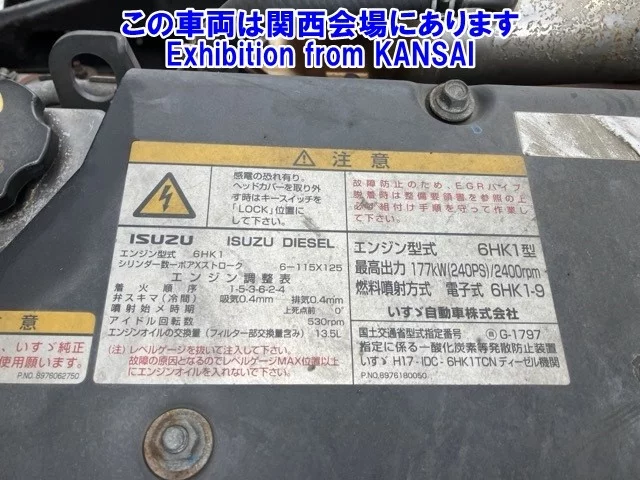 この車両は関西会場にあります
Exhibition from KANSAI
注意
感電の恐れ有り、
ヘッドカバーを取り外
す時はキースイッチを
「LOCK」位置に
して下さい。
故障防止のため、EGRパイプ
脱着時は整備要領書を参照の上
必ず組付け手順を守って作業
して下さい。
ISUZU ISUZU DIESEL
エンジン型式 6HK1
シリンダー数ーボアXストローク 6-115X125
エンジン調整表
着火順序 1-5-3-6-2-4
弁スキマ(冷間) 吸気0.4mm 排気0.4mm
噴射始め時期 上死点前 0°
アイドル回転数 530rpm
エンジンオイルの交換量(フィルター部交換量含み) 13.5L
(注)レベルゲージを抜いて注入して下さい。
故障の原因となるのでレベルゲージMAX位置以上
にエンジンオイルを入れないで下さい。
エンジン型式 6HK1型
最高出力 177kW(240PS)/2400rpm
燃料噴射方式 電子式 6HK1-9
いすゞ自動車株式会社
国土交通省型式指定番号 ⓐ G-1797
指定に係る一酸化炭素等発散防止装置
いすゞ H17-IDC-6HK1TCN ディーゼル機関
P.NO. 8976180050
意
、いすゞ純正
使用願います。
P.NO. 8976062750